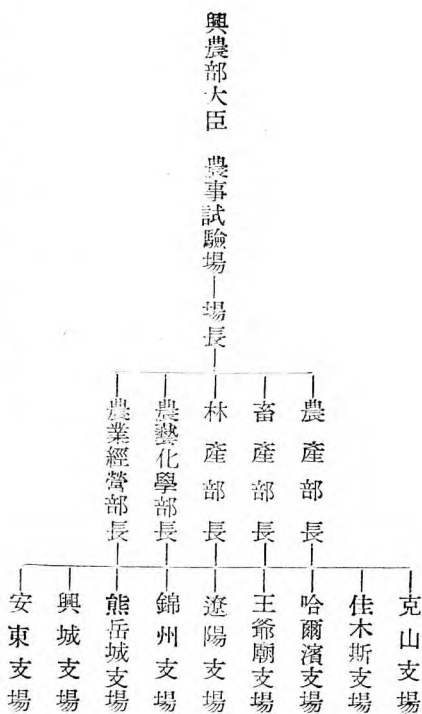 興農部大臣 農事試驗場 場長
農產部長
畜產部長
林產部長
農藝化學部長
農業經營部長
克山支場
佳木斯支場
哈爾濱支場
王爺廟支場
遼陽支場
錦州支場
熊岳城支場
興城支場
安東支場